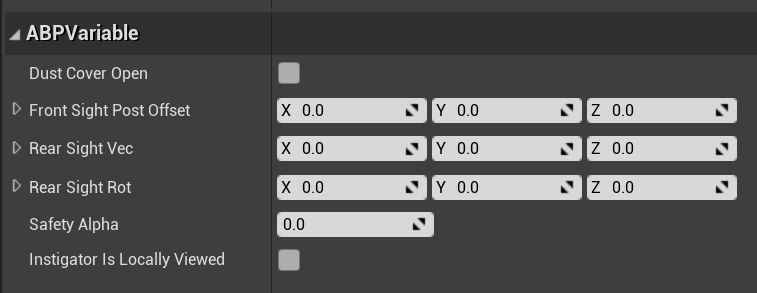 ABPVariable
Dust Cover Open
Front Sight Post Offset X 0.0 Y 0.0 Z 0.0
Rear Sight Vec X 0.0 Y 0.0 Z 0.0
Rear Sight Rot X 0.0 Y 0.0 Z 0.0
Safety Alpha 0.0
Instigator Is Locally Viewed